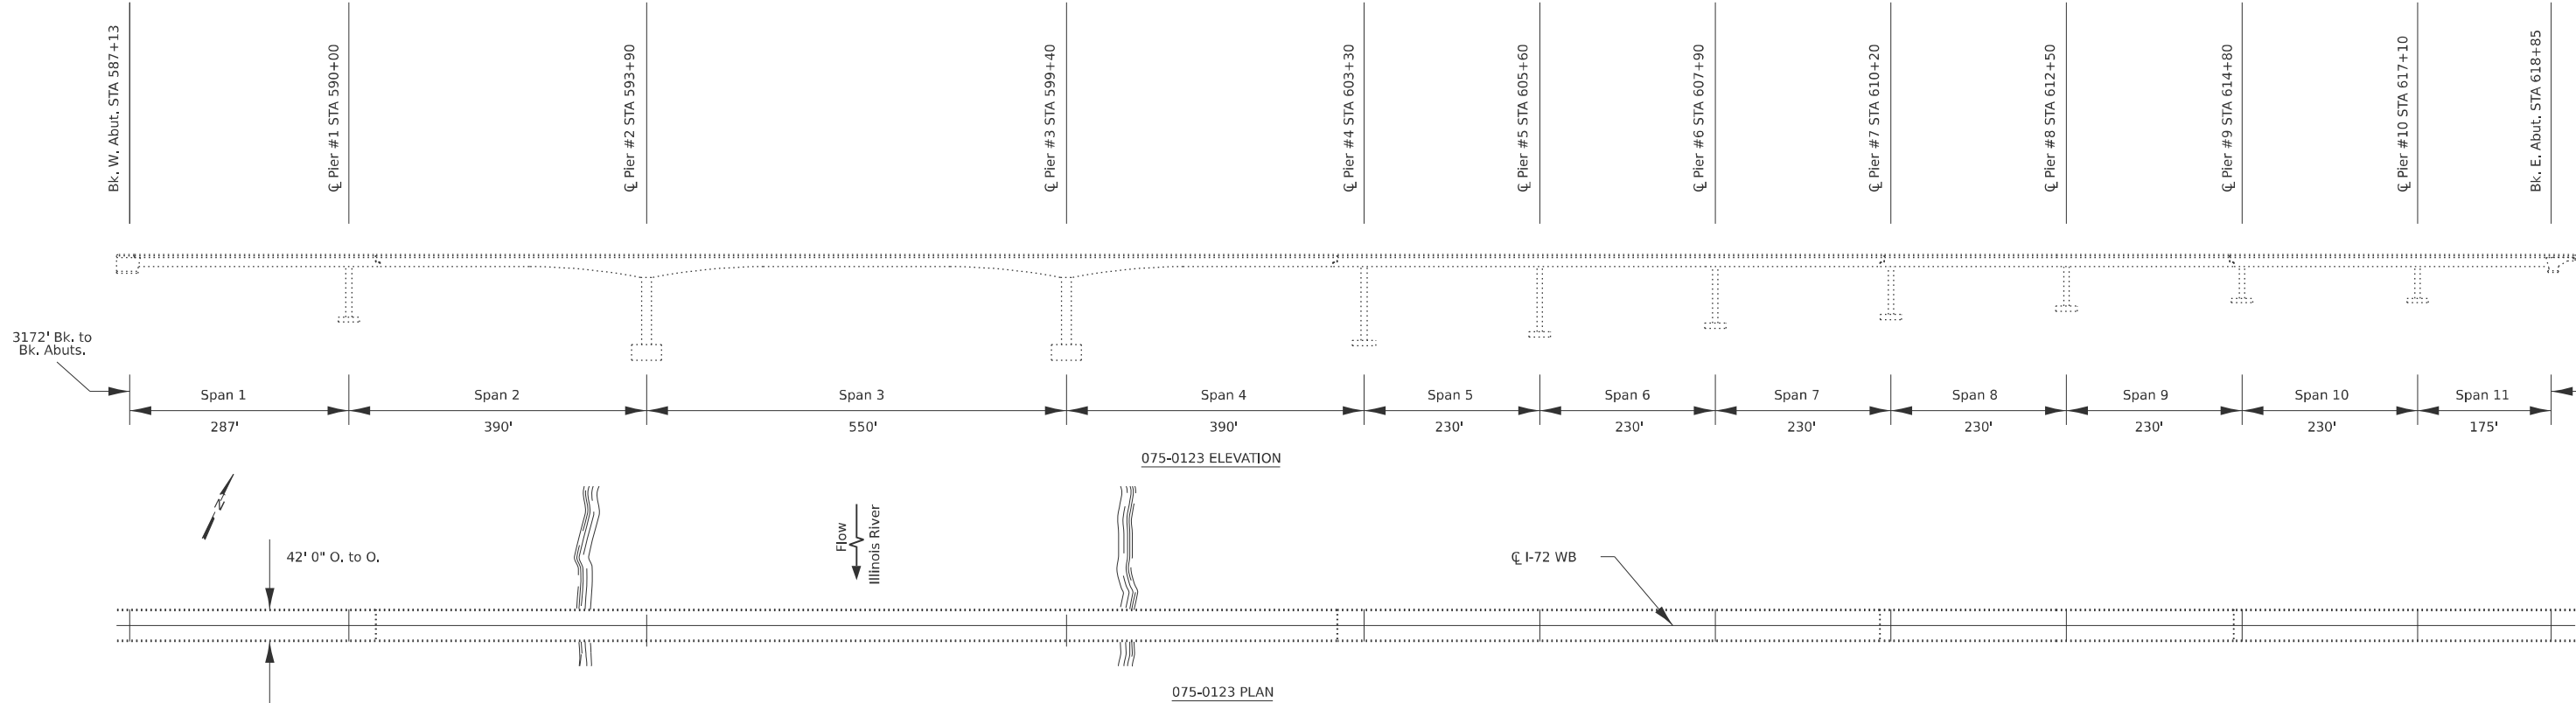 Bk. W. Abut. STA 587+13
℄ Pier #1 STA 590+00
℄ Pier #2 STA 593+90
℄ Pier #3 STA 599+40
℄ Pier #4 STA 603+30
℄ Pier #5 STA 605+60
℄ Pier #6 STA 607+90
℄ Pier #7 STA 610+20
℄ Pier #8 STA 612+50
℄ Pier #9 STA 614+80
℄ Pier #10 STA 617+10
Bk. E. Abut. STA 618+85
3172' Bk. to
Bk. Abuts.
Span 1
Span 2
Span 3
Span 4
Span 5
Span 6
Span 7
Span 8
Span 9
Span 10
Span 11
287'
390'
550'
390'
230'
230'
230'
230'
230'
230'
175'
075-0123 ELEVATION
N
Flow
Illinois River
42' 0" O. to O.
℄ I-72 WB
075-0123 PLAN